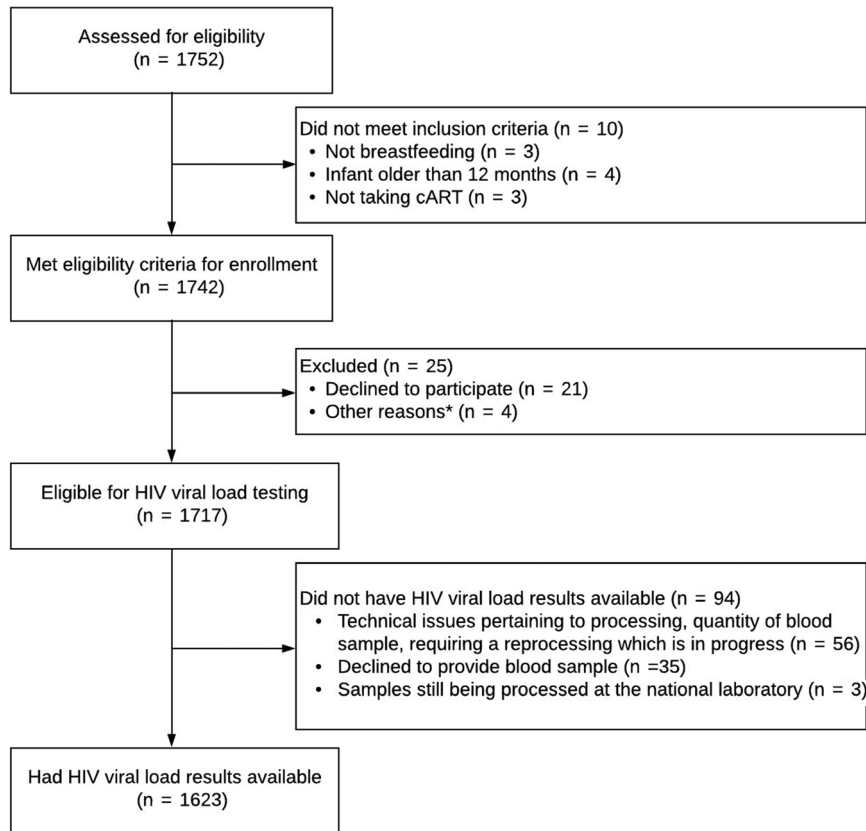 Assessed for eligibility
(n = 1752)
Did not meet inclusion criteria (n = 10)
• Not breastfeeding (n = 3)
• Infant older than 12 months (n = 4)
• Not taking cART (n = 3)
Met eligibility criteria for enrollment
(n = 1742)
Excluded (n = 25)
• Declined to participate (n = 21)
• Other reasons* (n = 4)
Eligible for HIV viral load testing
(n = 1717)
Did not have HIV viral load results available (n = 94)
• Technical issues pertaining to processing, quantity of blood
sample, requiring a reprocessing which is in progress (n = 56)
• Declined to provide blood sample (n =35)
• Samples still being processed at the national laboratory (n = 3)
Had HIV viral load results available
(n = 1623)